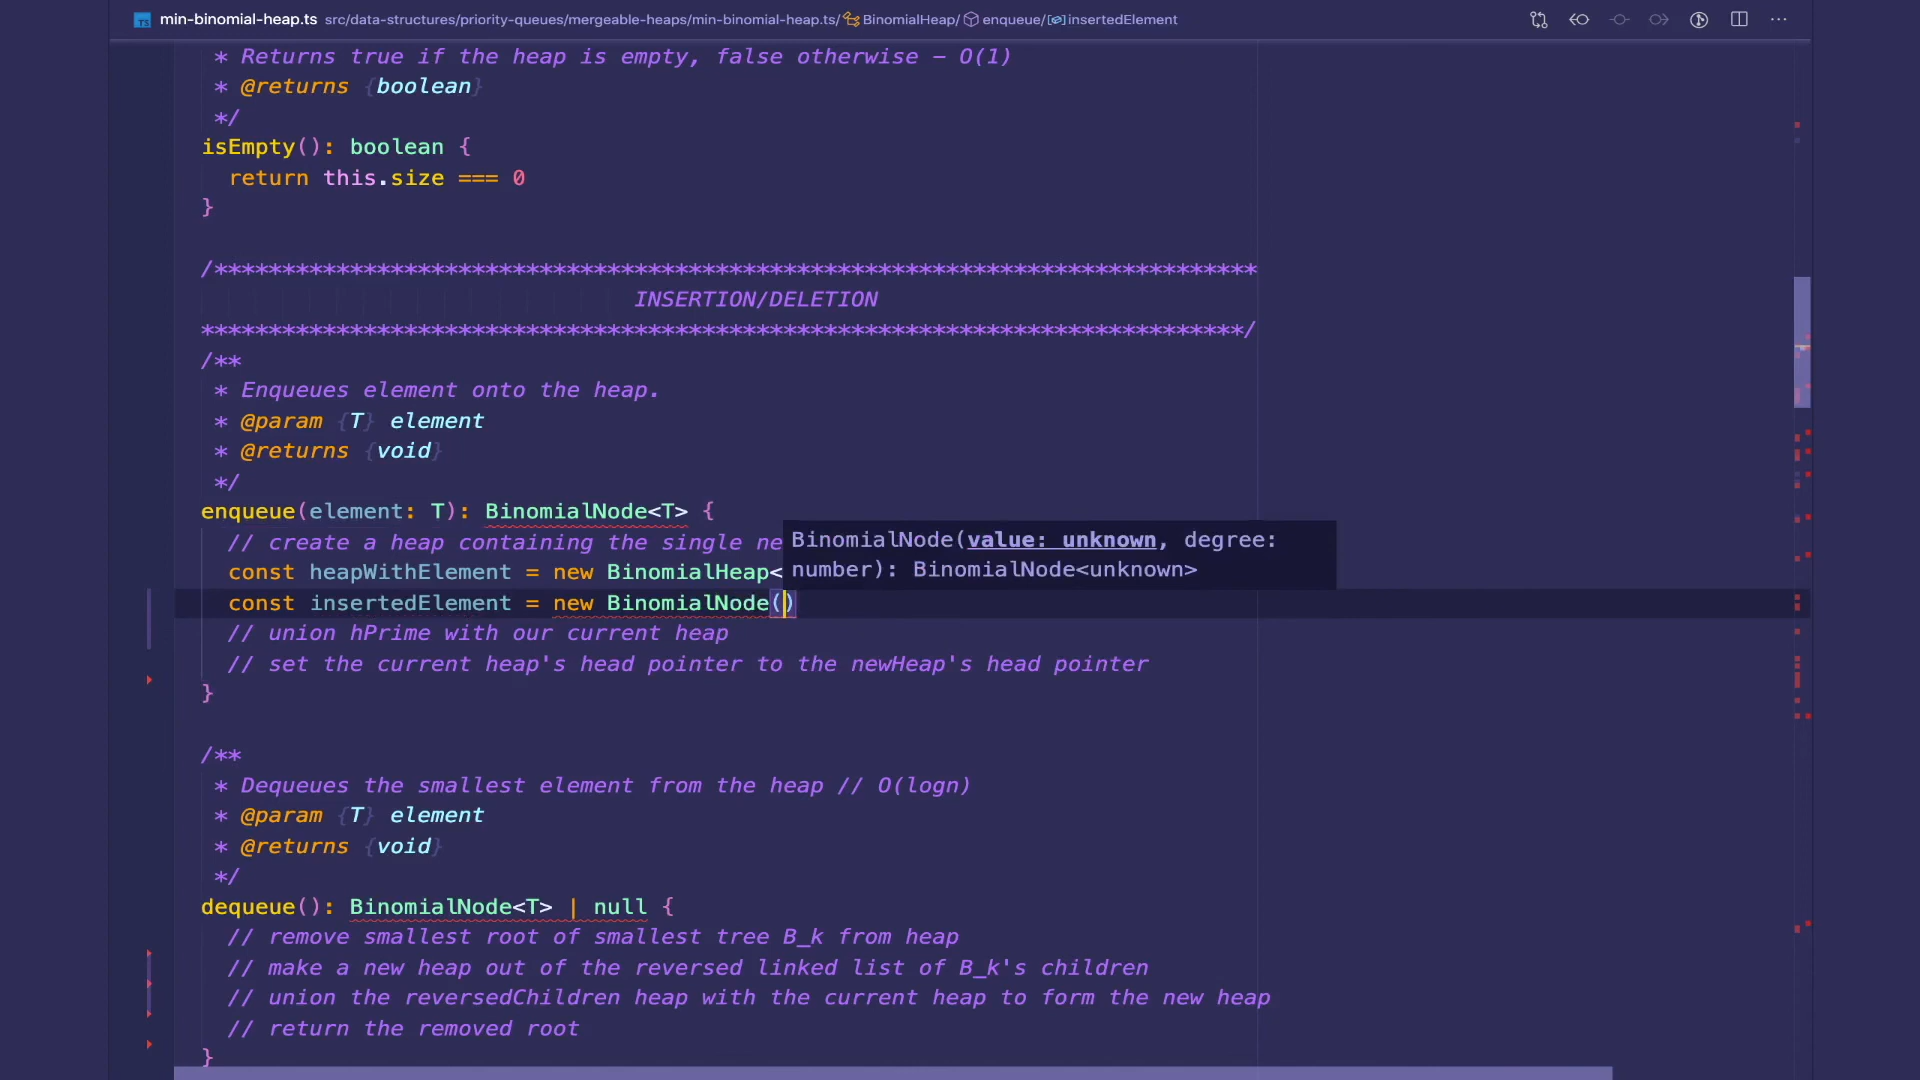 min-binomial-heap.ts src/data-structures/priority-queues/mergeable-heaps/min-binomial-heap.ts/ BinomialHeap/ enqueue/ insertedElement
* Returns true if the heap is empty, false otherwise – O(1)
* @returns {boolean}
*/
isEmpty(): boolean {
return this.size === 0
}
/*****************************************************************************
INSERTION/DELETION
*****************************************************************************/
/**
* Enqueues element onto the heap.
* @param {T} element
* @returns {void}
*/
enqueue(element: T): BinomialNode<T> {
// create a heap containing the single ne
BinomialNode(value: unknown, degree:
number): BinomialNode<unknown>
const heapWithElement = new BinomialHeap<
const insertedElement = new BinomialNode()
// union hPrime with our current heap
// set the current heap's head pointer to the newHeap's head pointer
}
/**
* Dequeues the smallest element from the heap // O(logn)
* @param {T} element
* @returns {void}
*/
dequeue(): BinomialNode<T> | null {
// remove smallest root of smallest tree B_k from heap
// make a new heap out of the reversed linked list of B_k's children
// union the reversedChildren heap with the current heap to form the new heap
// return the removed root
}